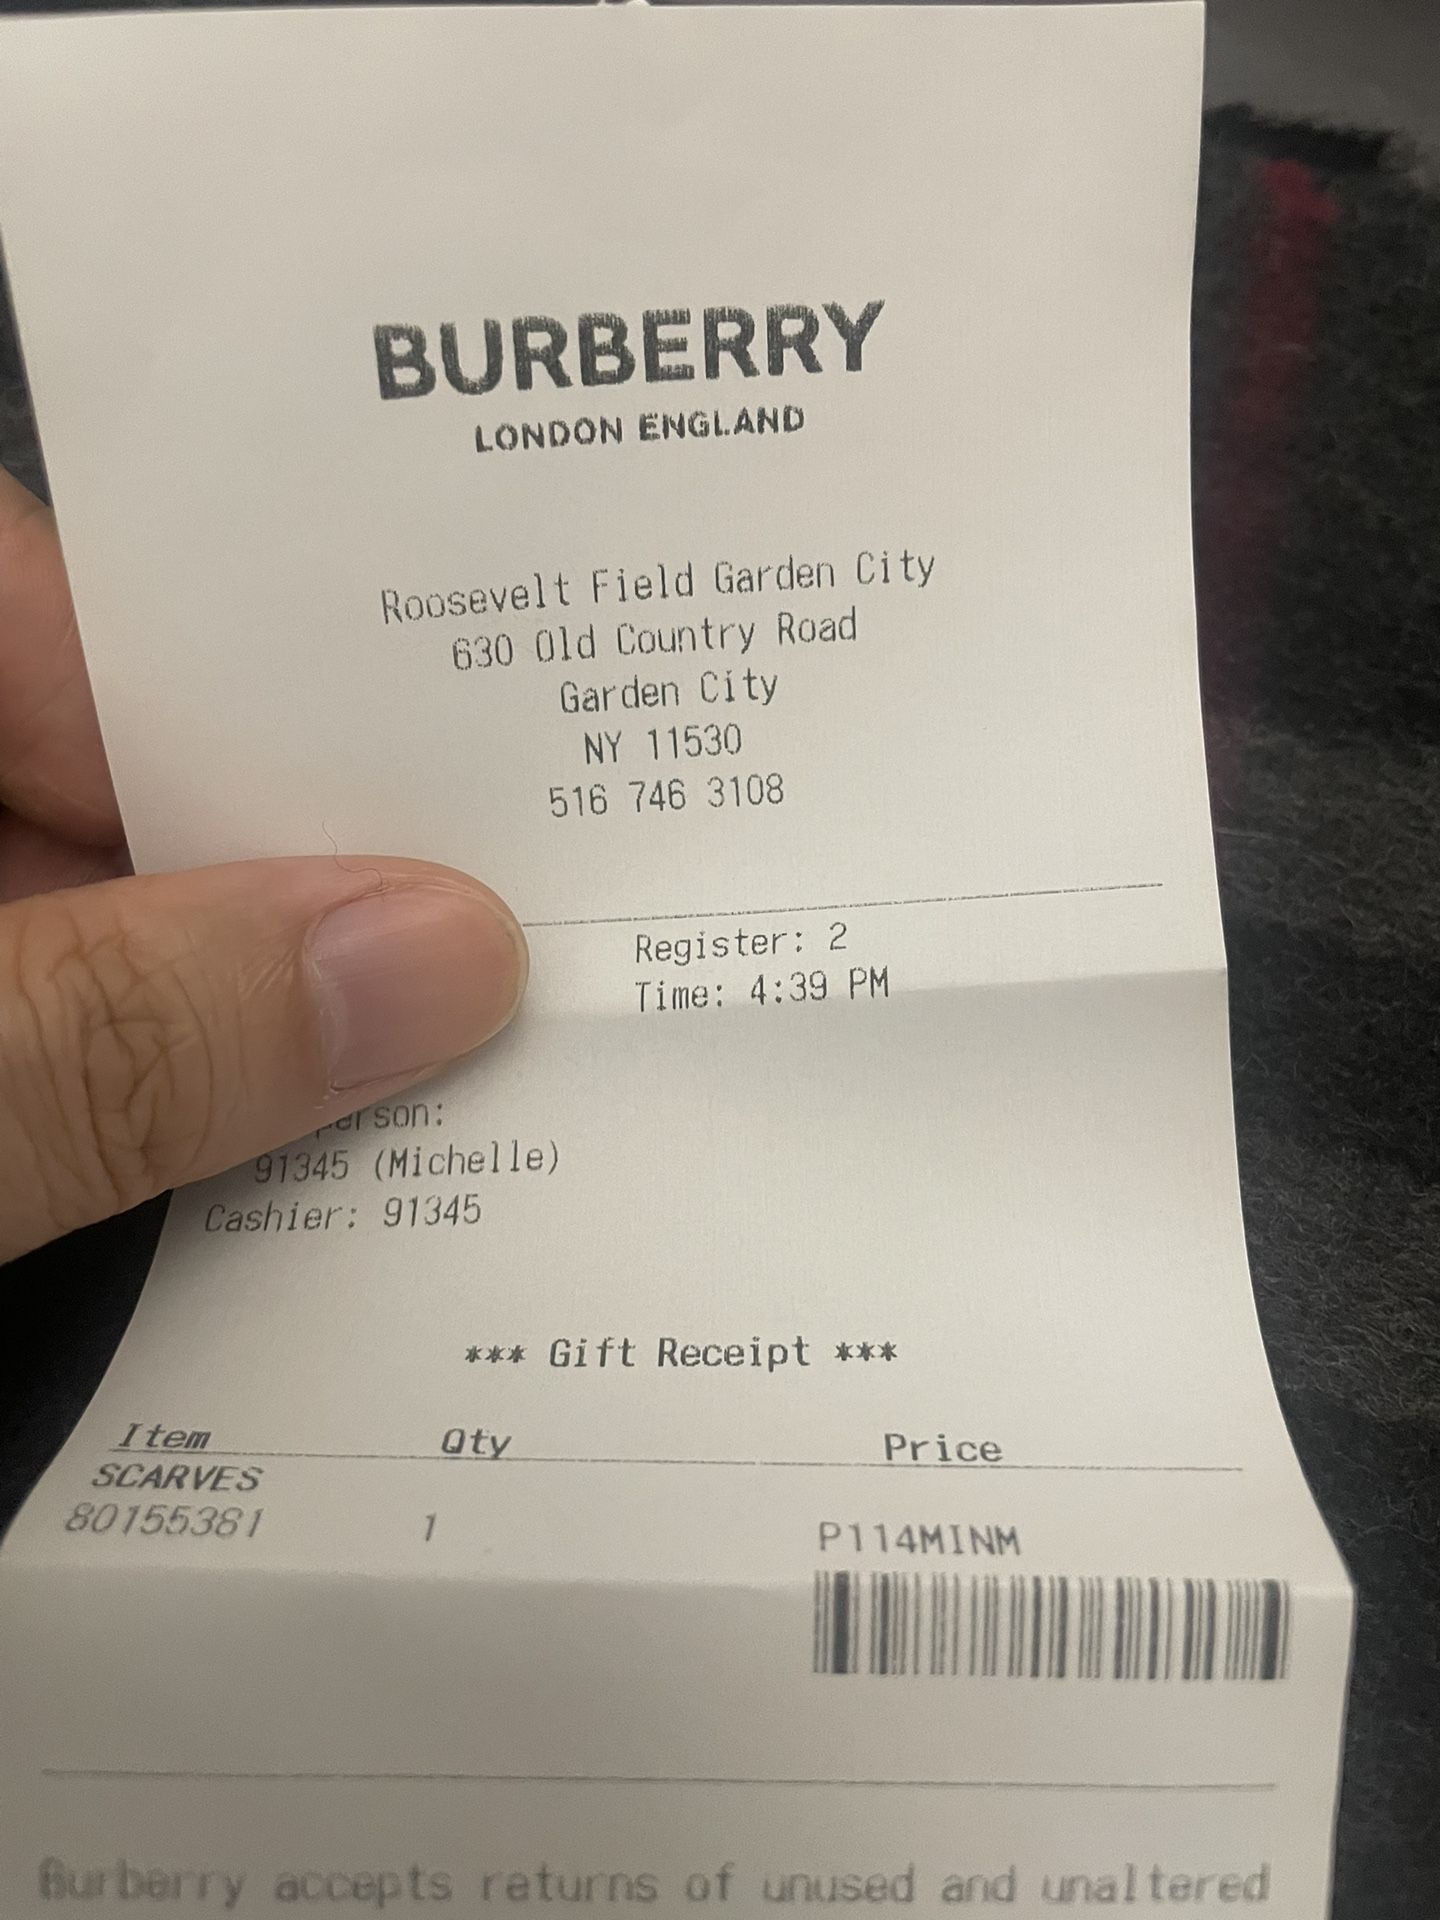 BURBERRY
LONDON ENGLAND
Roosevelt Field Garden City
630 Old Country Road
Garden City
NY 11530
516 746 3108
Register: 2
Time: 4:39 PM
erson:
91345 (Michelle)
Cashier: 91345
*** Gift Receipt ***
Item Qty Price
SCARVES
80155381 1 P114MINM
Burberry accepts returns of unused and unaltered